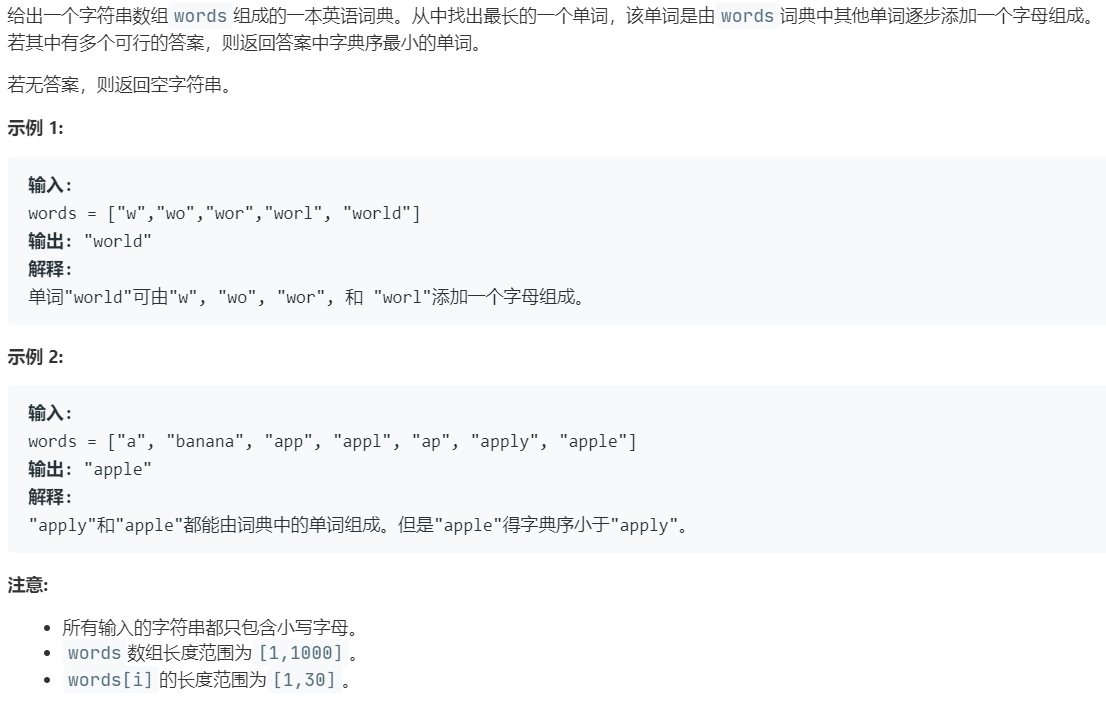 给出一个字符串数组 words 组成的一本英语词典。从中找出最长的一个单词，该单词是由 words 词典中其他单词逐步添加一个字母组成。
若其中有多个可行的答案，则返回答案中字典序最小的单词。
若无答案，则返回空字符串。
示例 1:
输入:
words = ["w","wo","wor","worl", "world"]
输出: "world"
解释:
单词"world"可由"w", "wo", "wor", 和 "worl"添加一个字母组成。
示例 2:
输入:
words = ["a", "banana", "app", "appl", "ap", "apply", "apple"]
输出: "apple"
解释:
"apply"和"apple"都能由词典中的单词组成。但是"apple"得字典序小于"apply"。
注意:
• 所有输入的字符串都只包含小写字母。
• words 数组长度范围为 [1,1000] 。
• words[i] 的长度范围为 [1,30] 。